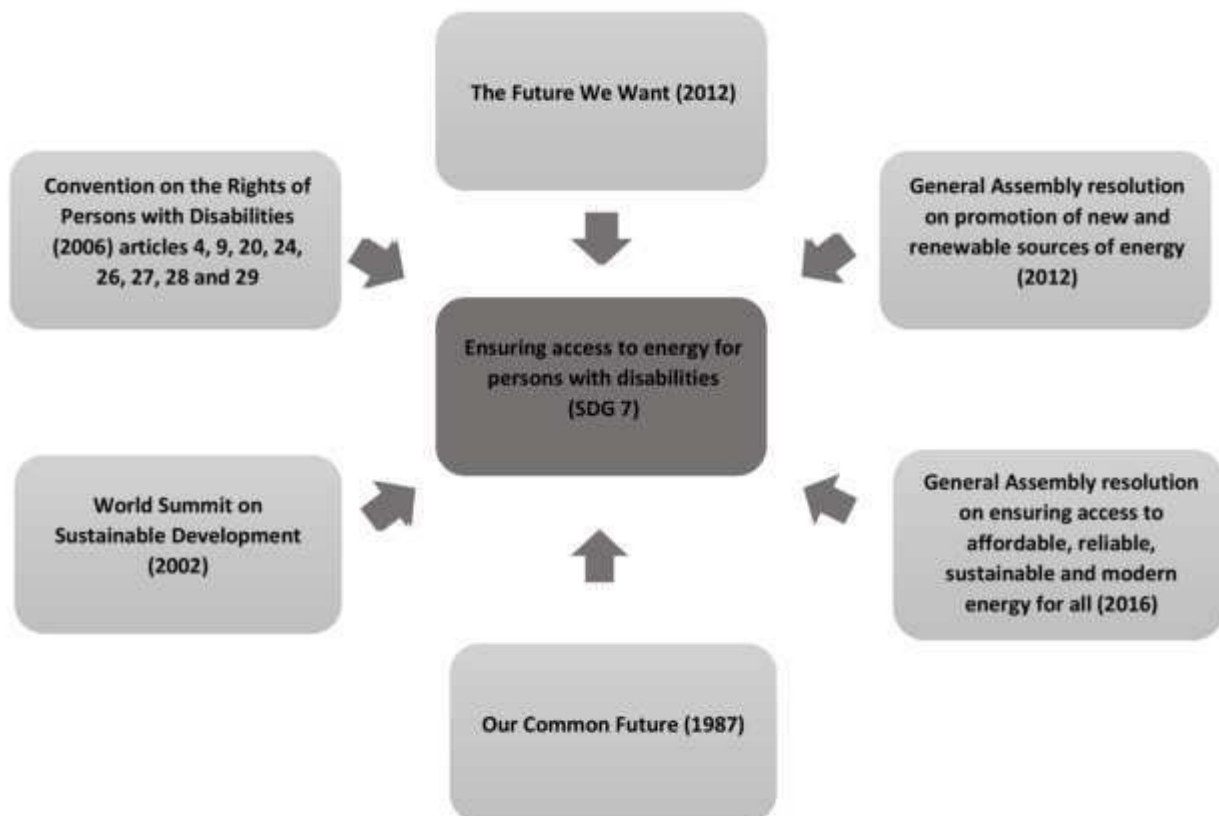 The Future We Want (2012)
Convention on the Rights of
Persons with Disabilities
(2006) articles 4, 9, 20, 24,
26, 27, 28 and 29
General Assembly resolution
on promotion of new and
renewable sources of energy
(2012)
Ensuring access to energy for
persons with disabilities
(SDG 7)
World Summit on
Sustainable Development
(2002)
General Assembly resolution
on ensuring access to
affordable, reliable,
sustainable and modern
energy for all (2016)
Our Common Future (1987)